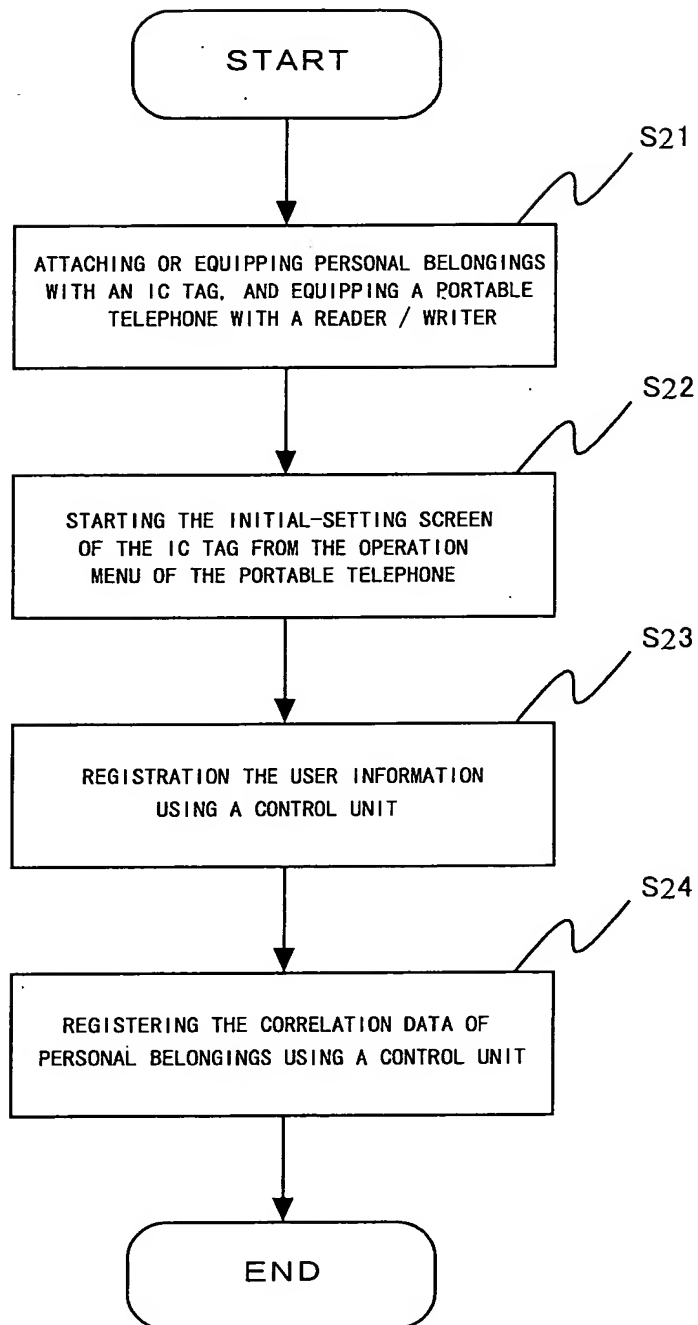 START
S21
ATTACHING OR EQUIPPING PERSONAL BELONGINGS
WITH AN IC TAG, AND EQUIPPING A PORTABLE
TELEPHONE WITH A READER / WRITER
S22
STARTING THE INITIAL-SETTING SCREEN
OF THE IC TAG FROM THE OPERATION
MENU OF THE PORTABLE TELEPHONE
S23
REGISTRATION THE USER INFORMATION
USING A CONTROL UNIT
S24
REGISTERING THE CORRELATION DATA OF
PERSONAL BELONGINGS USING A CONTROL UNIT
END